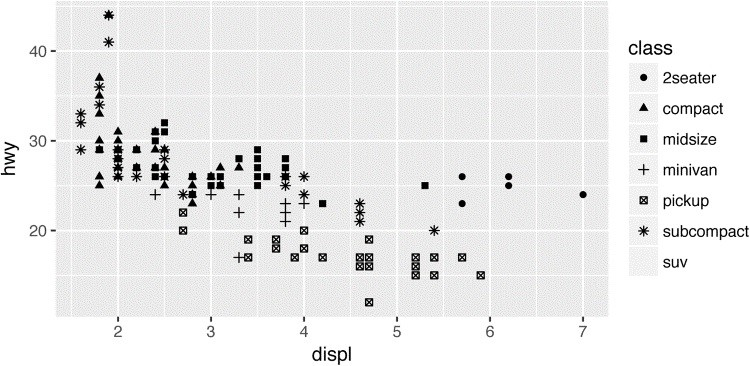 40
30
20
hwy
2
3
4
5
6
7
displ
class
2seater
compact
midsize
minivan
pickup
subcompact
suv